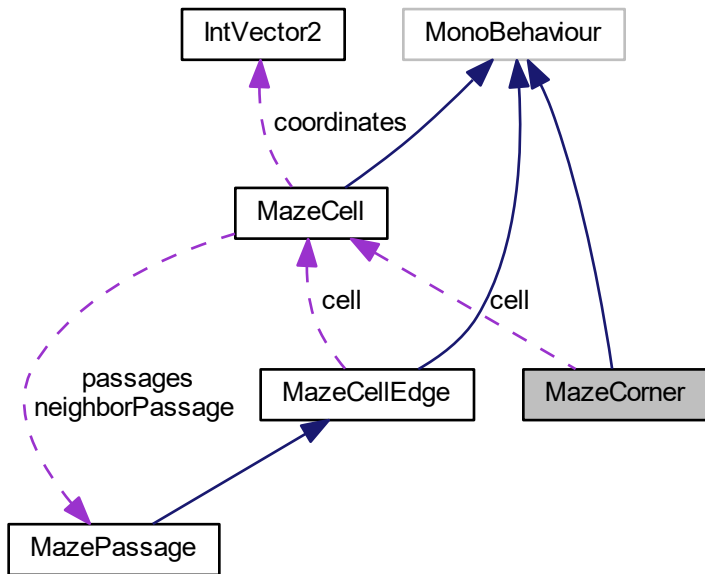 IntVector2
MonoBehaviour
coordinates
MazeCell
cell
cell
passages
neighborPassage
MazeCellEdge
MazeCorner
MazePassage